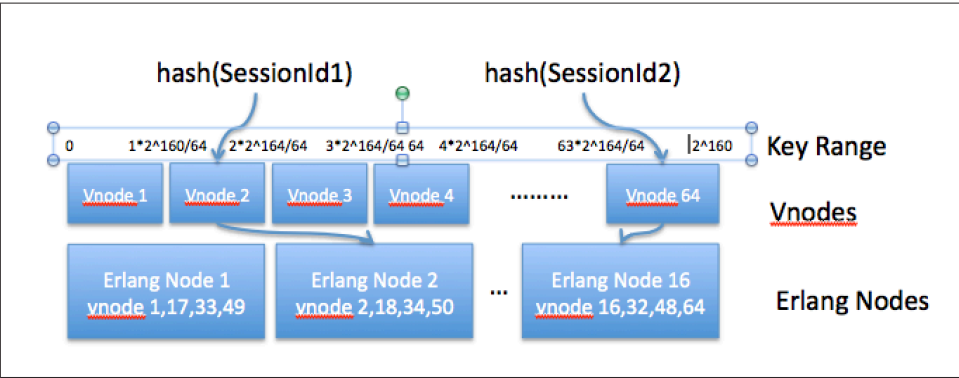 hash(SessionId1) hash(SessionId2)
0 1*2^160/64 2*2^164/64 3*2^164/64 64 4*2^164/64 63*2^164/64 2^160 Key Range
Vnode 1 Vnode 2 Vnode 3 Vnode 4 ......... Vnode 64
Vnodes
Erlang Node 1 Erlang Node 2 ... Erlang Node 16
vnode 1,17,33,49 vnode 2,18,34,50 vnode 16,32,48,64
Erlang Nodes